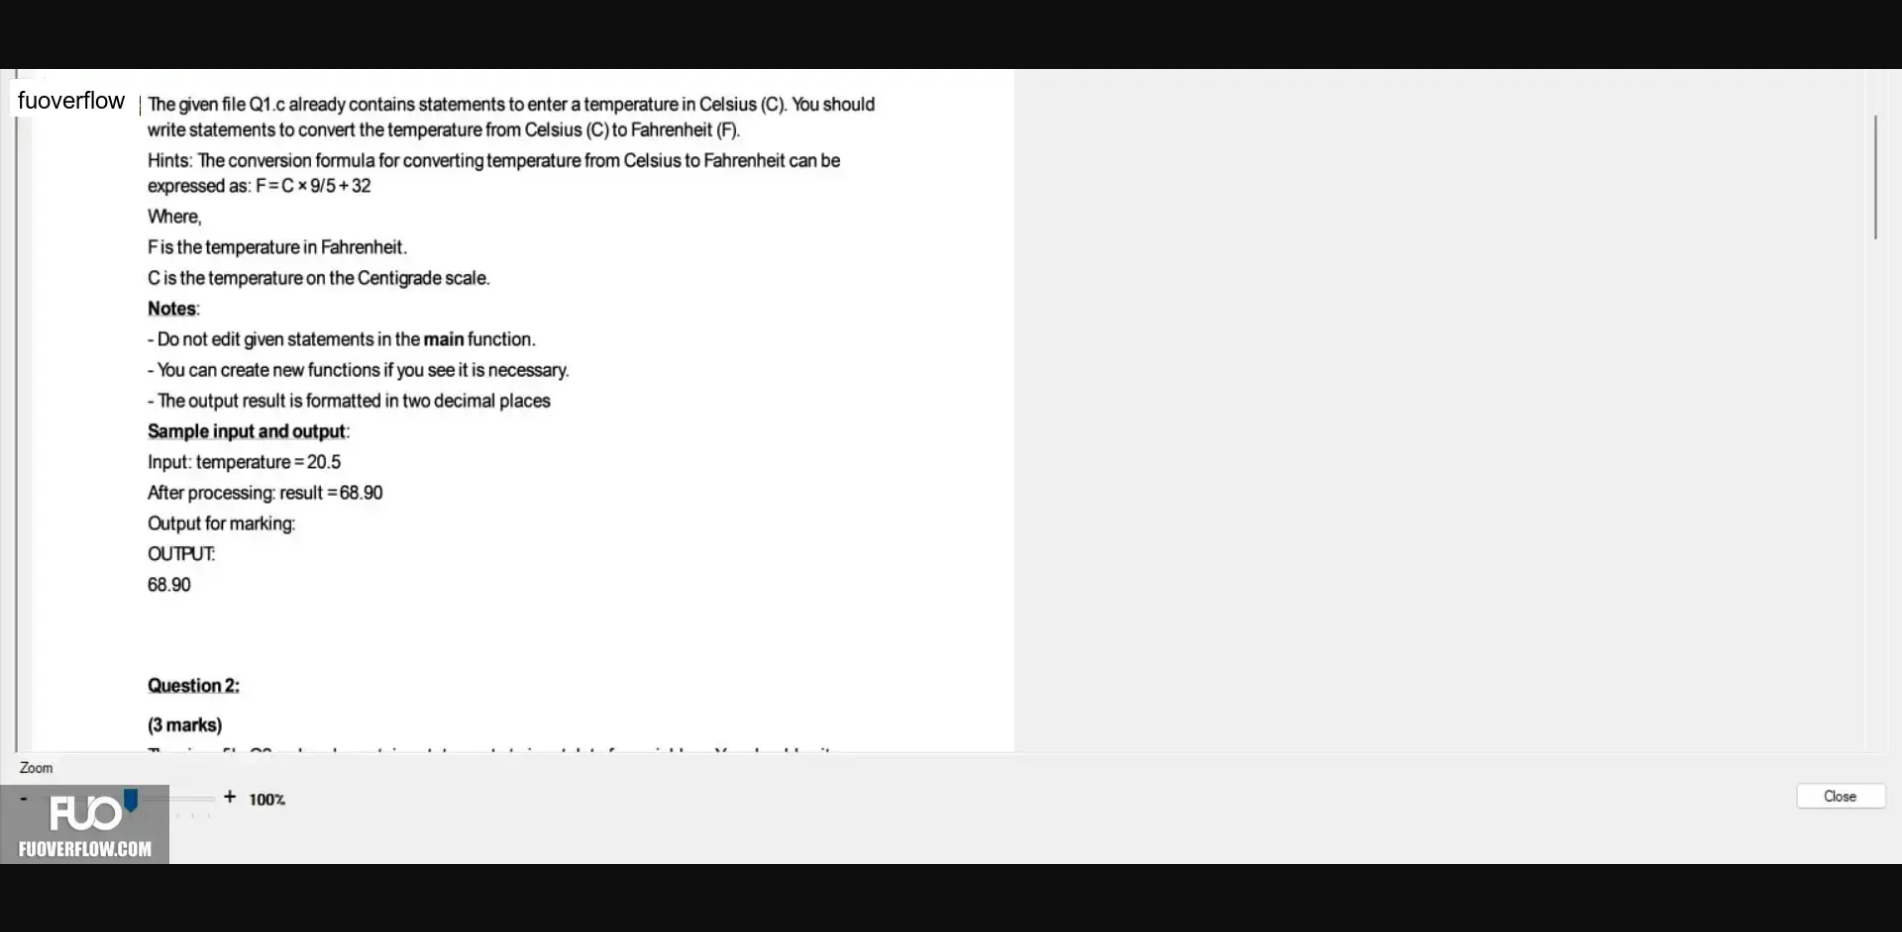 fuoverflow
The given file Q1.c already contains statements to enter a temperature in Celsius (C). You should
write statements to convert the temperature from Celsius (C) to Fahrenheit (F).
Hints: The conversion formula for converting temperature from Celsius to Fahrenheit can be
expressed as: F = C × 9/5 + 32
Where,
F is the temperature in Fahrenheit.
C is the temperature on the Centigrade scale.
Notes:
- Do not edit given statements in the main function.
- You can create new functions if you see it is necessary.
- The output result is formatted in two decimal places
Sample input and output:
Input: temperature = 20.5
After processing: result = 68.90
Output for marking:
OUTPUT:
68.90
Question 2:
(3 marks)
Zoom
- + 100%
Close
FUO
FUOVERFLOW.COM